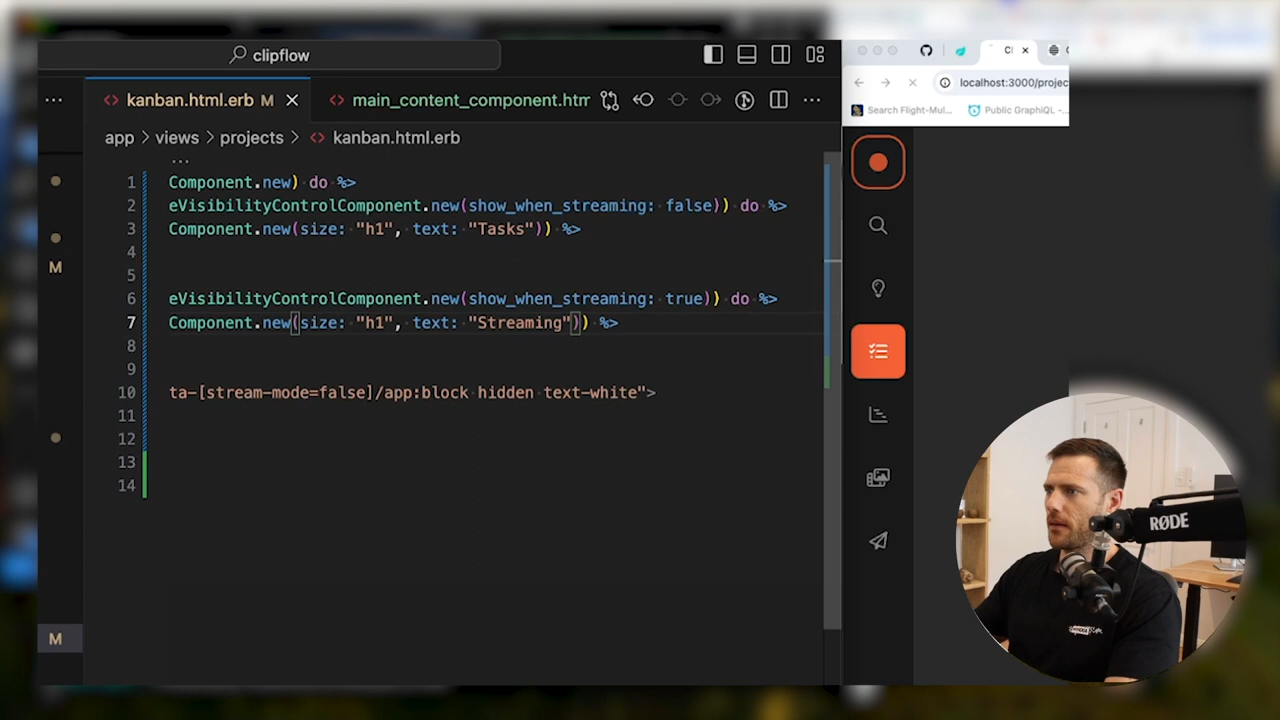 clipflow
kanban.html.erb M
main_content_component.htm
app > views > projects > kanban.html.erb
...
1 Component.new) do %>
2 eVisibilityControlComponent.new(show_when_streaming: false)) do %>
3 Component.new(size: "h1", text: "Tasks")) %>
4
5
6 eVisibilityControlComponent.new(show_when_streaming: true)) do %>
7 Component.new(size: "h1", text: "Streaming")) %>
8
9
10 ta-[stream-mode=false]/app:block hidden text-white">
11
12
13
14
M
M
localhost:3000/projec
Search Flight-Mul...
Public GraphiQL -...
RØDE